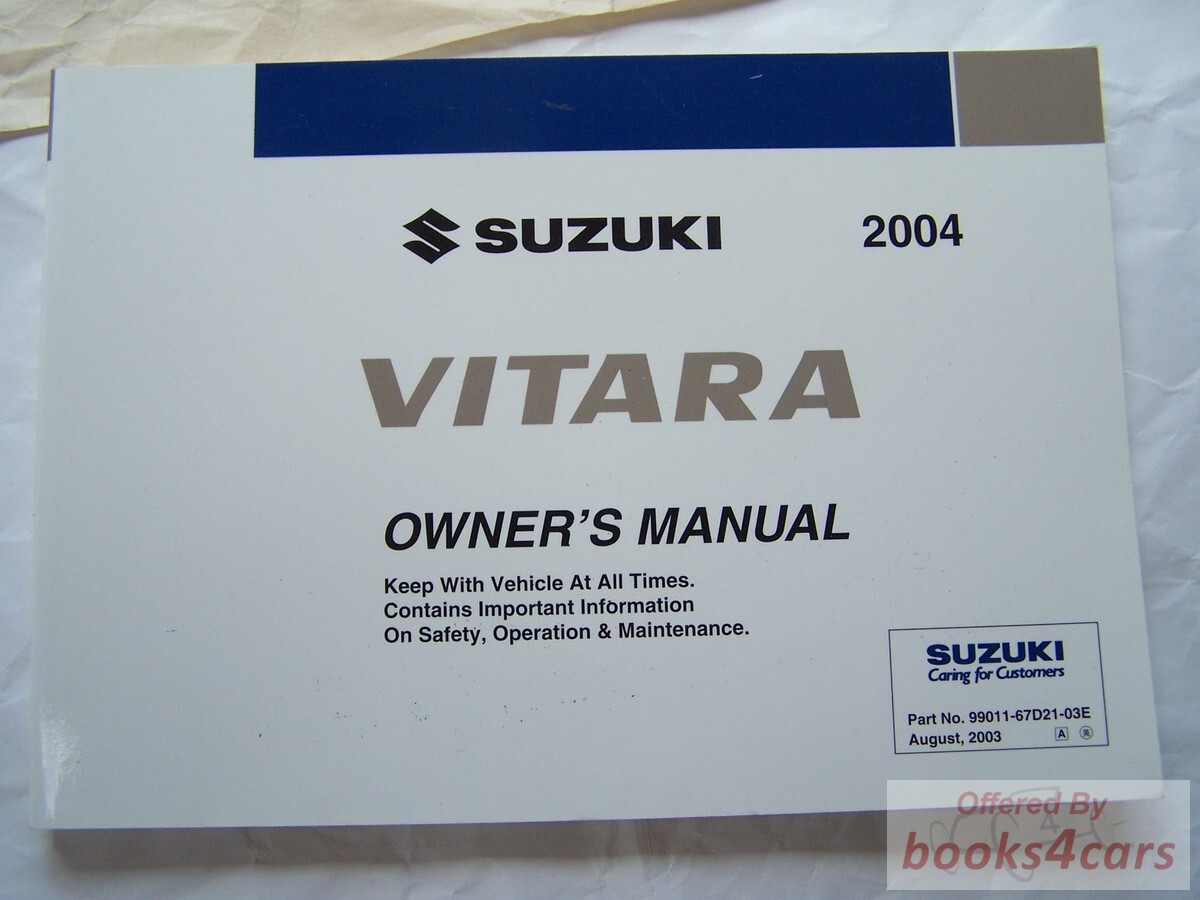 SUZUKI 2004
VITARA
OWNER'S MANUAL
Keep With Vehicle At All Times.
Contains Important Information
On Safety, Operation & Maintenance.
SUZUKI
Caring for Customers
Part No. 99011-67D21-03E
August, 2003 A 英
Offered By
books4cars